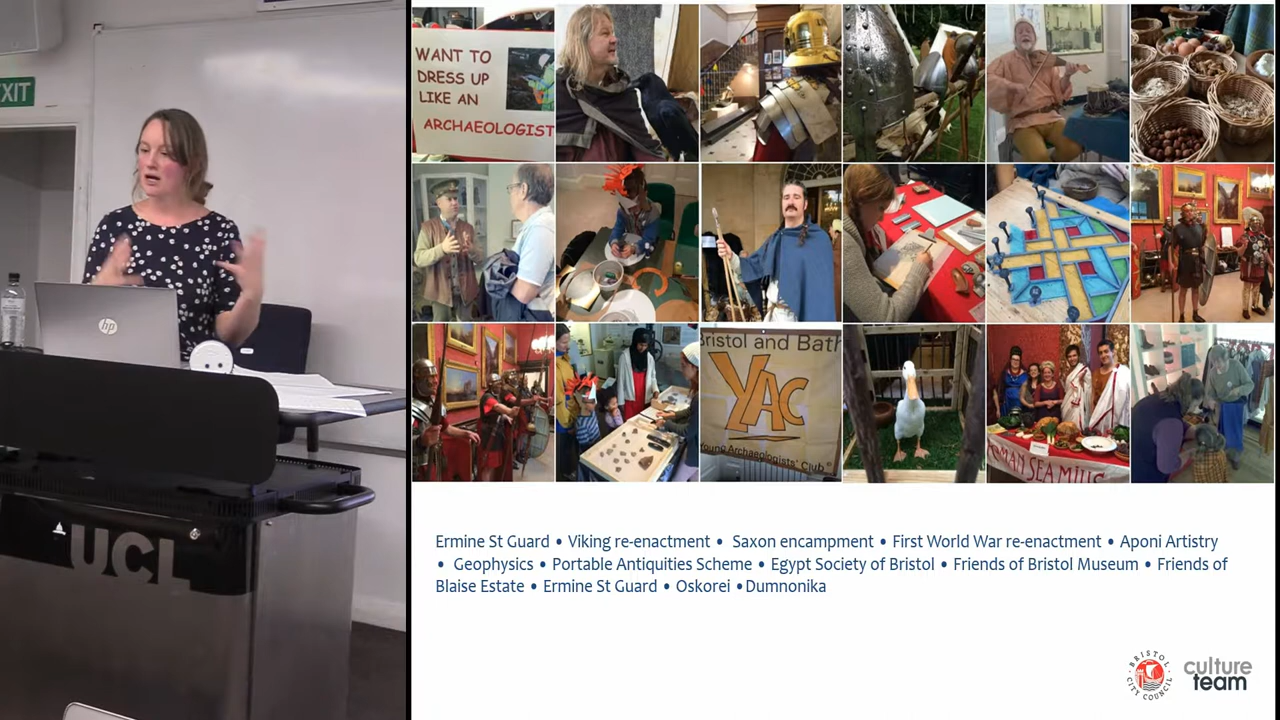 EXIT
hp
UCL
WANT TO
DRESS UP
LIKE AN
ARCHAEOLOGIST
Bristol and Bath
YAC
Young Archaeologists' Club
ROMAN SEA MILLS
Ermine St Guard • Viking re-enactment • Saxon encampment • First World War re-enactment • Aponi Artistry
• Geophysics • Portable Antiquities Scheme • Egypt Society of Bristol • Friends of Bristol Museum • Friends of
Blaise Estate • Ermine St Guard • Oskorei •Dumnonika
BRISTOL
CITY COUNCIL
culture
team